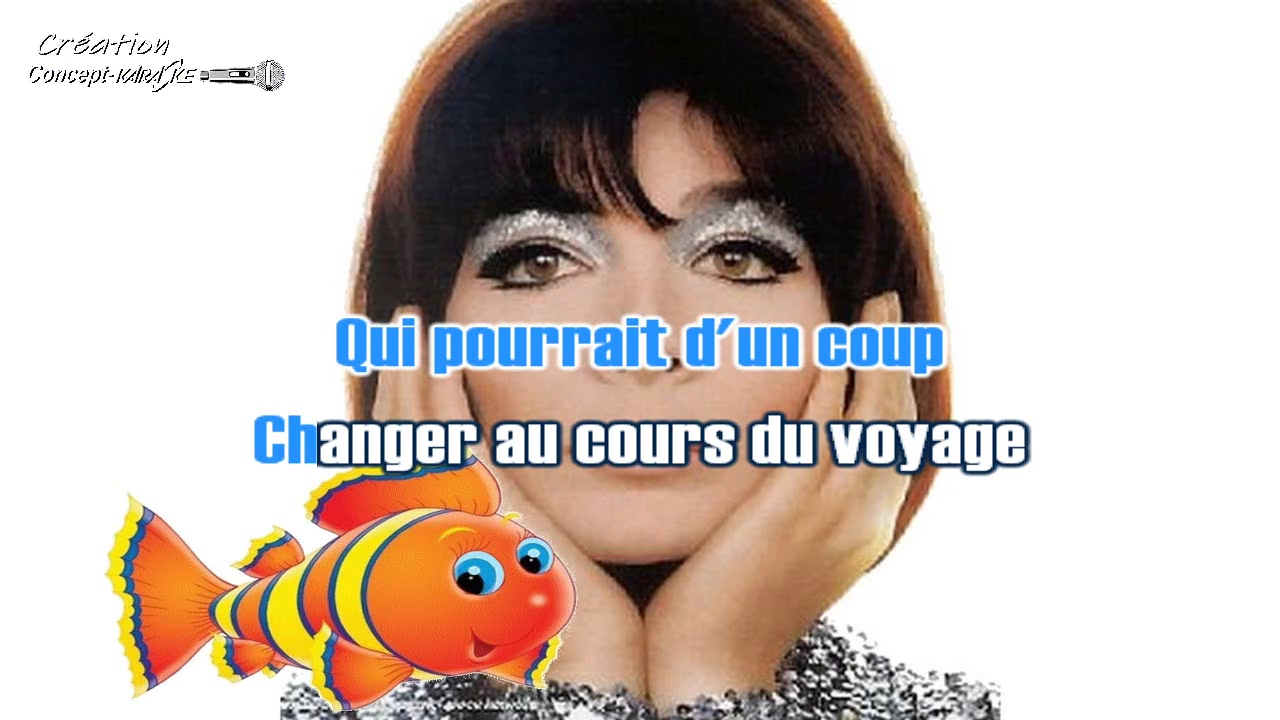 Création
Concept-KARAOKE
Qui pourrait d'un coup
Changer au cours du voyage